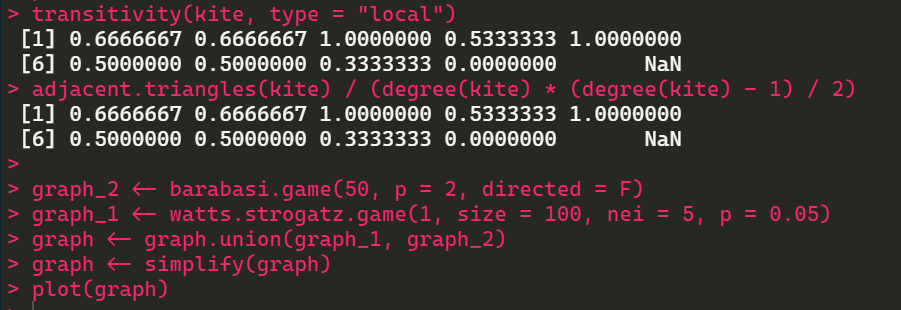 > transitivity(kite, type = "local")
[1] 0.6666667 0.6666667 1.0000000 0.5333333 1.0000000
[6] 0.5000000 0.5000000 0.3333333 0.0000000       NaN
> adjacent.triangles(kite) / (degree(kite) * (degree(kite) - 1) / 2)
[1] 0.6666667 0.6666667 1.0000000 0.5333333 1.0000000
[6] 0.5000000 0.5000000 0.3333333 0.0000000       NaN
>
> graph_2 <- barabasi.game(50, p = 2, directed = F)
> graph_1 <- watts.strogatz.game(1, size = 100, nei = 5, p = 0.05)
> graph <- graph.union(graph_1, graph_2)
> graph <- simplify(graph)
> plot(graph)